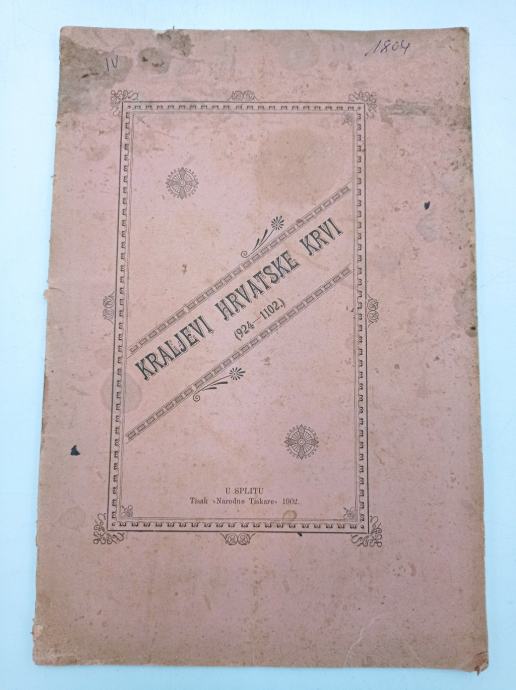 IV
1804
KRALJEVI HRVATSKE KRVI
(924—1102.)
U SPLITU
Tisak »Narodne Tiskare« 1902.